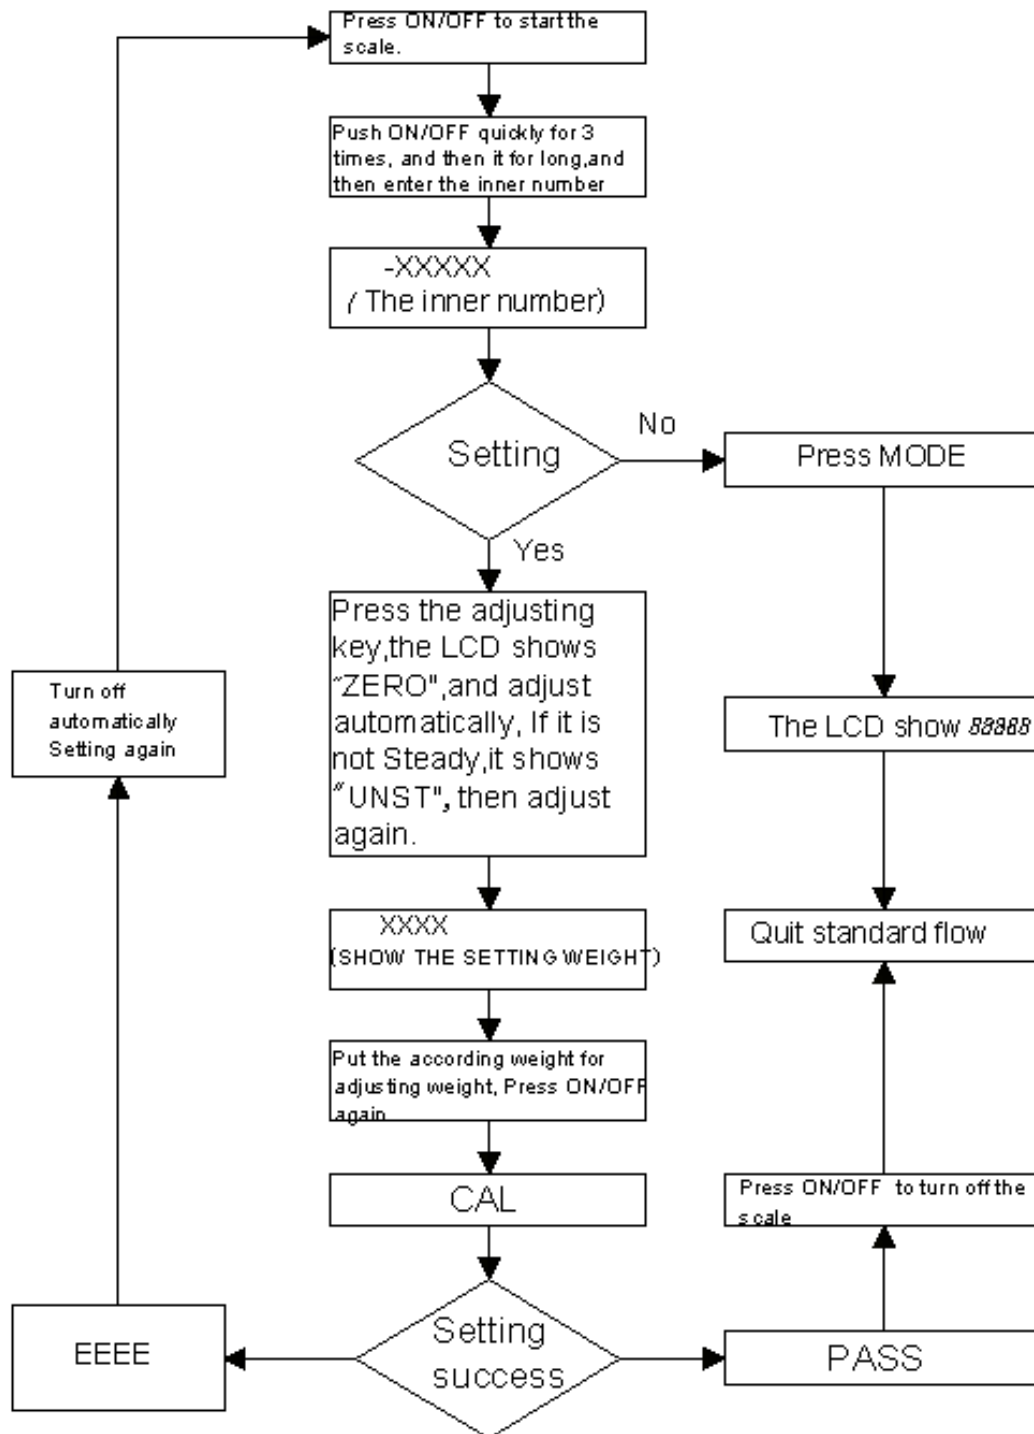 Press ON/OFF to start the
scale.
Push ON/OFF quickly for 3
times, and then it for long,and
then enter the inner number
-XXXXX
( The inner number)
Setting
No
Press MODE
Yes
Press the adjusting
key,the LCD shows
"ZERO",and adjust
automatically, If it is
not Steady,it shows
"UNST", then adjust
again.
Turn off
automatically
Setting again
The LCD show 88888
XXXX
(SHOW THE SETTING WEIGHT)
Quit standard flow
Put the according weight for
adjusting weight, Press ON/OFF
again
CAL
Press ON/OFF to turn off the
scale
EEEE
Setting
success
PASS